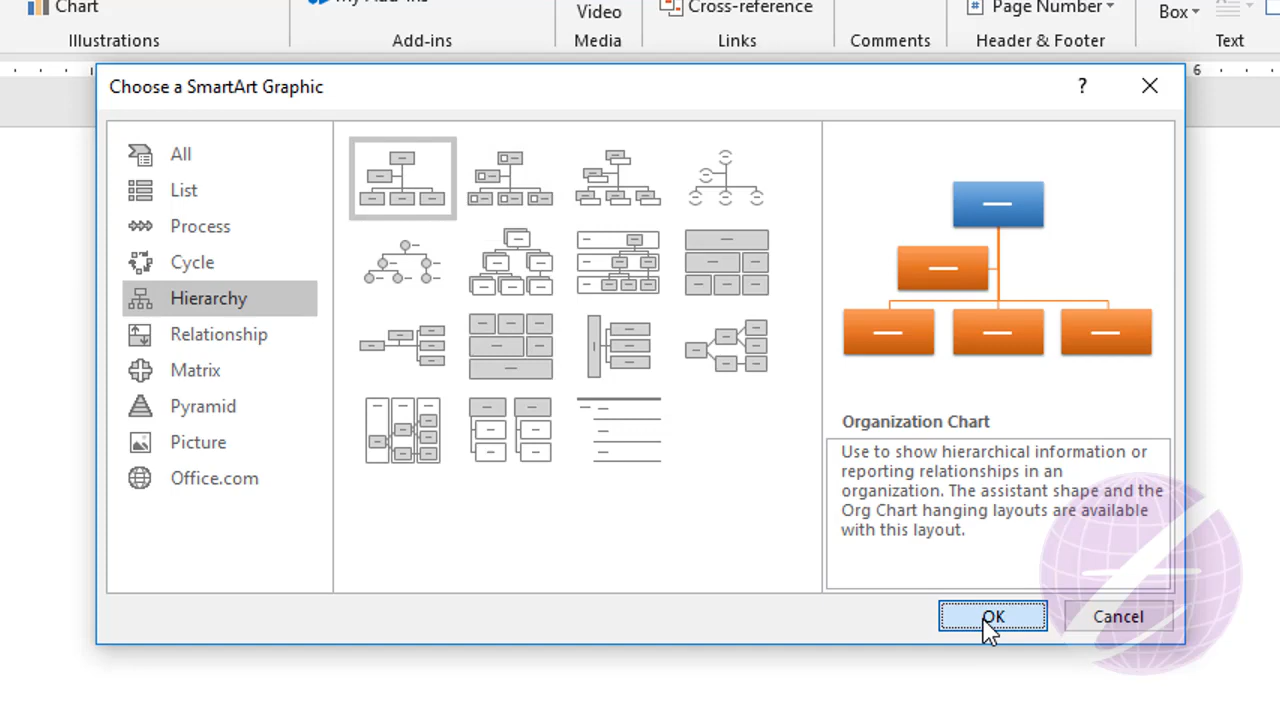 Chart
Video
Cross-reference
# Page Number
Box
Illustrations
Add-ins
Media
Links
Comments
Header & Footer
Text
6
Choose a SmartArt Graphic
?
All
List
Process
Cycle
Hierarchy
Relationship
Matrix
Pyramid
Picture
Office.com
Organization Chart
Use to show hierarchical information or
reporting relationships in an
organization. The assistant shape and the
Org Chart hanging layouts are available
with this layout.
OK
Cancel